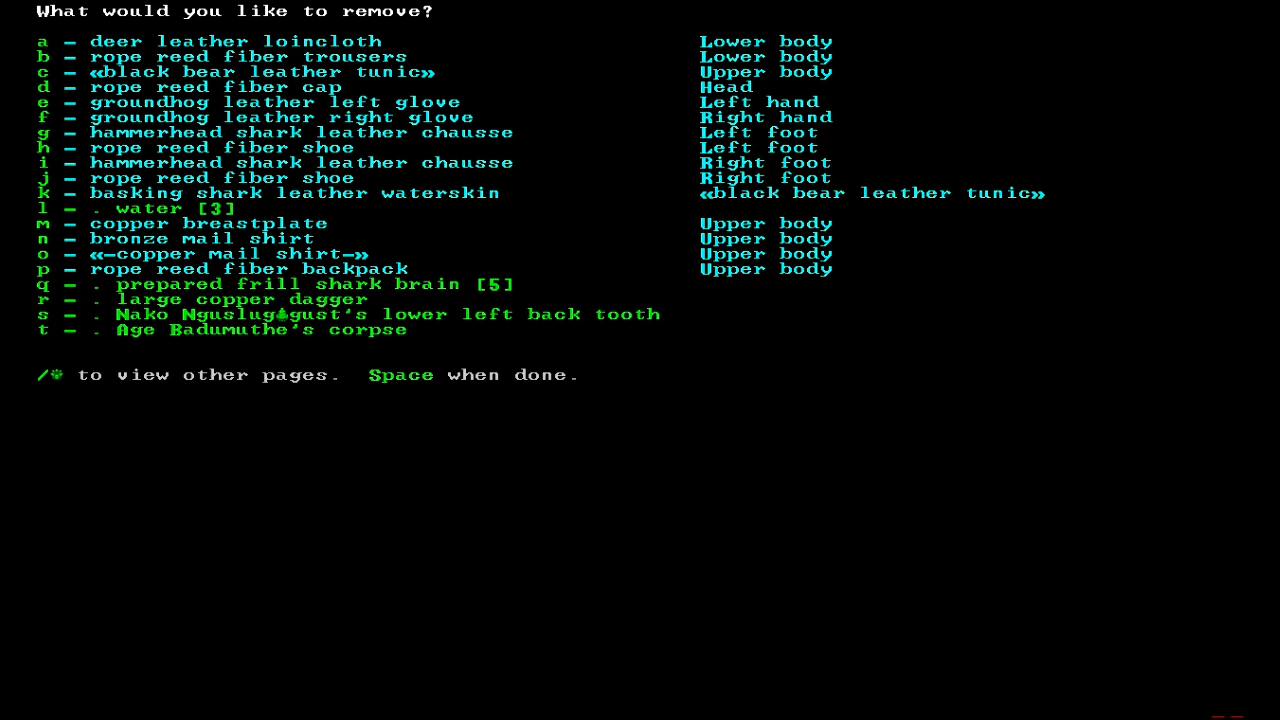 What would you like to remove?
a - deer leather loincloth Lower body
b - rope reed fiber trousers Lower body
c - «black bear leather tunic» Upper body
d - rope reed fiber cap Head
e - groundhog leather left glove Left hand
f - groundhog leather right glove Right hand
g - hammerhead shark leather chausse Left foot
h - rope reed fiber shoe Left foot
i - hammerhead shark leather chausse Right foot
j - rope reed fiber shoe Right foot
k - basking shark leather waterskin «black bear leather tunic»
l - . water [3]
m - copper breastplate Upper body
n - bronze mail shirt Upper body
o - «-copper mail shirt-» Upper body
p - rope reed fiber backpack Upper body
q - . prepared frill shark brain [5]
r - . large copper dagger
s - . Nako Nguslug♠gust's lower left back tooth
t - . Age Badumuthe's corpse
/* to view other pages. Space when done.